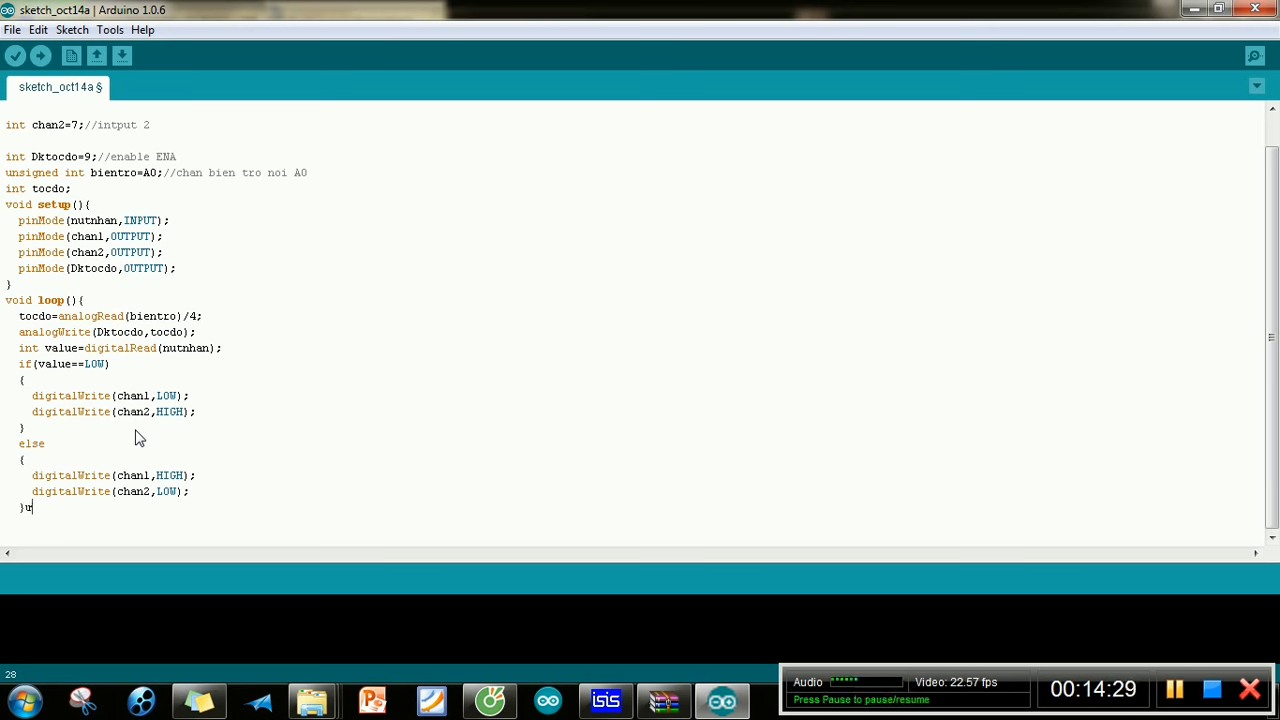 sketch_oct14a | Arduino 1.0.6
File Edit Sketch Tools Help
sketch_oct14a §
int chan2=7;//intput 2
int Dktocdo=9;//enable ENA
unsigned int bientro=A0;//chan bien tro noi A0
int tocdo;
void setup(){
pinMode(nutnhan,INPUT);
pinMode(chan1,OUTPUT);
pinMode(chan2,OUTPUT);
pinMode(Dktocdo,OUTPUT);
}
void loop(){
tocdo=analogRead(bientro)/4;
analogWrite(Dktocdo,tocdo);
int value=digitalRead(nutnhan);
if(value==LOW)
{
digitalWrite(chan1,LOW);
digitalWrite(chan2,HIGH);
}
else
{
digitalWrite(chan1,HIGH);
digitalWrite(chan2,LOW);
}u
28
Audio Video: 22.57 fps
Press Pause to pause/resume
00:14:29
isis